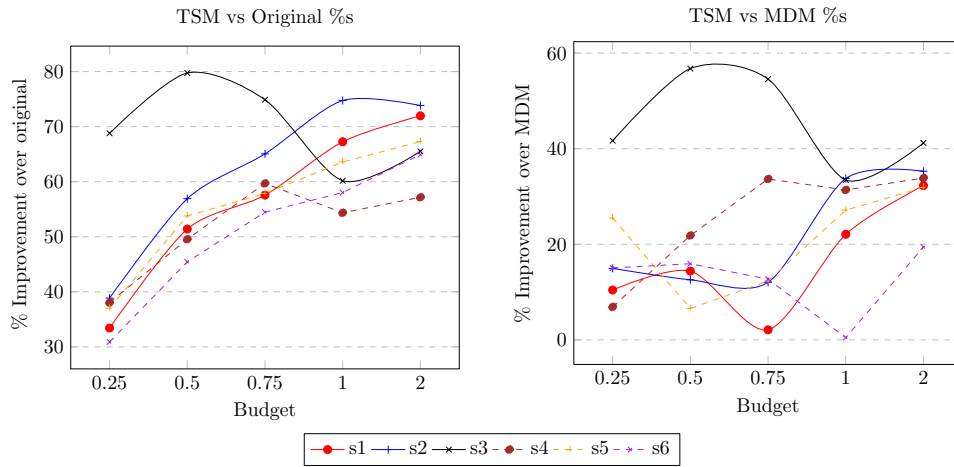 TSM vs Original %s
% Improvement over original
80
70
60
50
40
30
0.25 0.5 0.75 1 2
Budget
TSM vs MDM %s
% Improvement over MDM
60
40
20
0
0.25 0.5 0.75 1 2
Budget
s1 s2 s3 s4 s5 s6